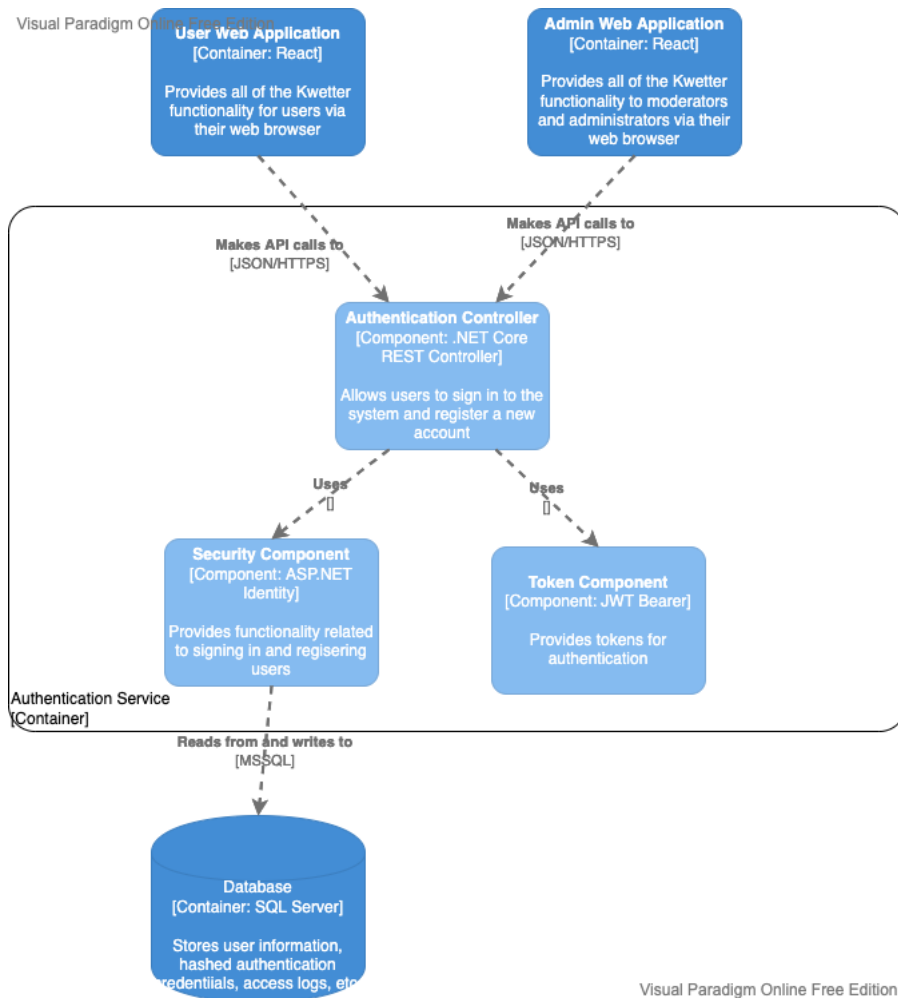 Visual Paradigm Online Free Edition
User Web Application
[Container: React]
Provides all of the Kwetter
functionality for users via
their web browser
Admin Web Application
[Container: React]
Provides all of the Kwetter
functionality to moderators
and administrators via their
web browser
Makes API calls to
[JSON/HTTPS]
Makes API calls to
[JSON/HTTPS]
Authentication Controller
[Component: .NET Core
REST Controller]
Allows users to sign in to the
system and register a new
account
Uses
[]
Uses
[]
Security Component
[Component: ASP.NET
Identity]
Provides functionality related
to signing in and regisering
users
Token Component
[Component: JWT Bearer]
Provides tokens for
authentication
Authentication Service
[Container]
Reads from and writes to
[MSSQL]
Database
[Container: SQL Server]
Stores user information,
hashed authentication
credentiials, access logs, etc.
Visual Paradigm Online Free Edition